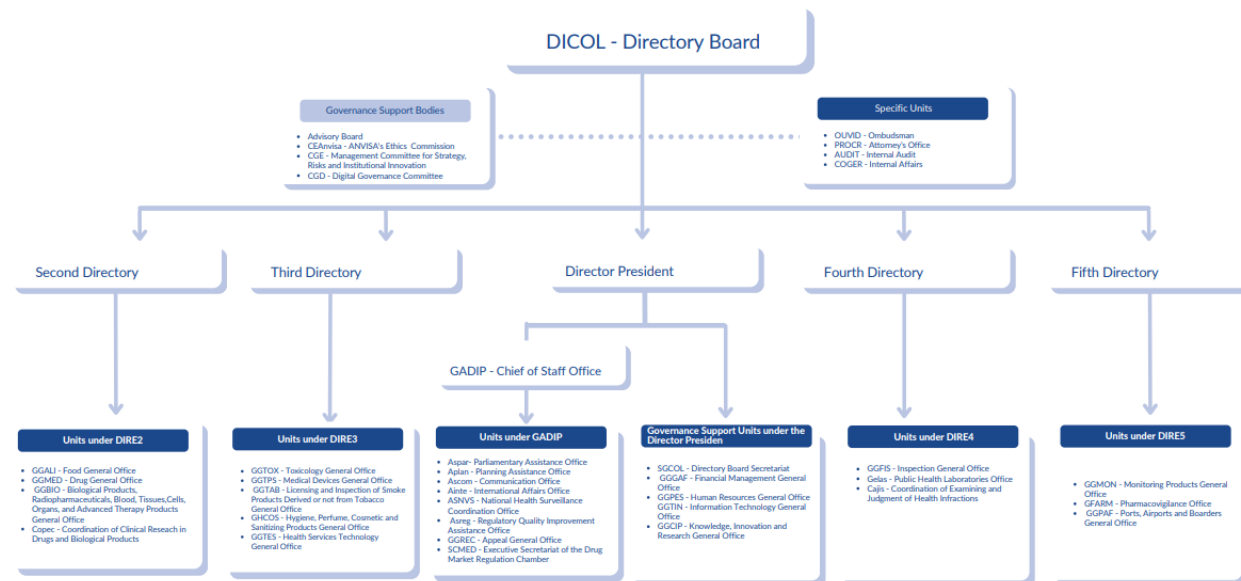 DICOL - Directory Board
Governance Support Bodies
• Advisory Board
• CEAnvisa - ANVISA's Ethics Commission
• CGE - Management Committee for Strategy,
Risks and Institutional Innovation
• CGD - Digital Governance Committee
Specific Units
• OUVID - Ombudsman
• PROCR - Attorney's Office
• AUDIT - Internal Audit
• COGER - Internal Affairs
Second Directory
Third Directory
Director President
Fourth Directory
Fifth Directory
GADIP - Chief of Staff Office
Units under DIRE2
• GGALI - Food General Office
• GGMED - Drug General Office
• GGBIO - Biological Products,
Radiopharmaceuticals, Blood, Tissues,Cells,
Organs, and Advanced Therapy Products
General Office
• Copec - Coordination of Clinical Reseach in
Drugs and Biological Products
Units under DIRE3
• GGTOX - Toxicology General Office
• GGTPS - Medical Devices General Office
• GGTAB - Licensing and Inspection of Smoke
Products Derived or not from Tobacco
General Office
• GHCOS - Hygiene, Perfume, Cosmetic and
Sanitizing Products General Office
• GGTES - Health Services Technology
General Office
Units under GADIP
• Aspar- Parliamentary Assistance Office
• Aplan - Planning Assistance Office
• Ascom - Communication Office
• Ainte - International Affairs Office
• ASNVS - National Health Surveillance
Coordination Office
• Asreg - Regulatory Quality Improvement
Assistance Office
• GGREC - Appeal General Office
• SCMED - Executive Secretariat of the Drug
Market Regulation Chamber
Governance Support Units under the
Director Presiden
• SGCOL - Directory Board Secretariat
• GGGAF - Financial Management General
Office
• GGPES - Human Resources General Office
• GGTIN - Information Technology General
Office
• GGCIP - Knowledge, Innovation and
Research General Office
Units under DIRE4
• GGFIS - Inspection General Office
• Gelas - Public Health Laboratories Office
• Cajis - Coordination of Examining and
Judgment of Health Infractions
Units under DIRE5
• GGMON - Monitoring Products General
Office
• GFARM - Pharmacovigilance Office
• GGPAF - Ports, Airports and Boarders
General Office